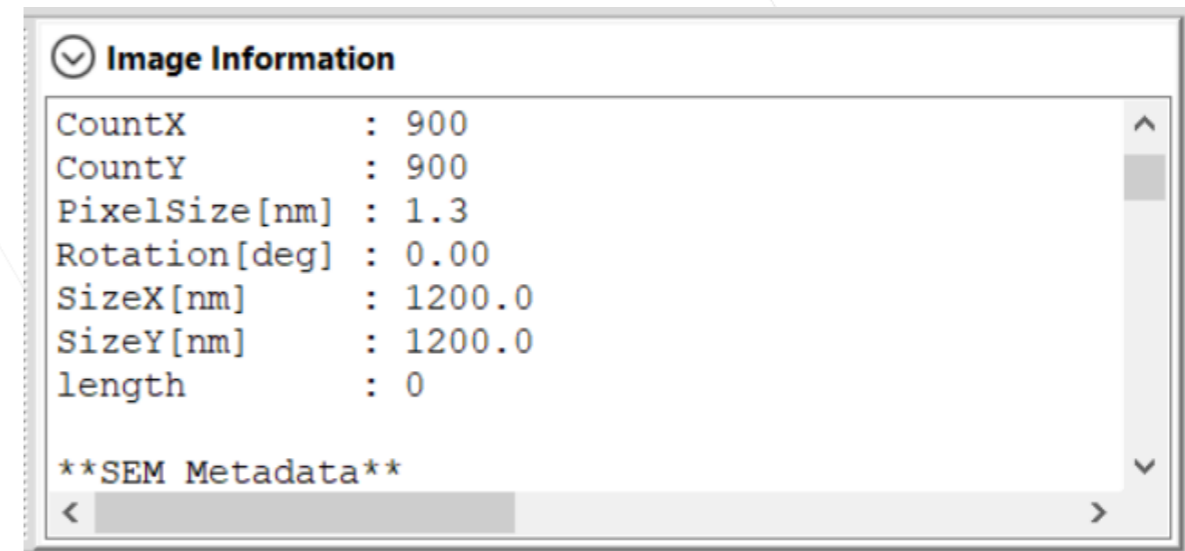 Image Information
CountX : 900
CountY : 900
PixelSize[nm] : 1.3
Rotation[deg] : 0.00
SizeX[nm] : 1200.0
SizeY[nm] : 1200.0
length : 0
**SEM Metadata**